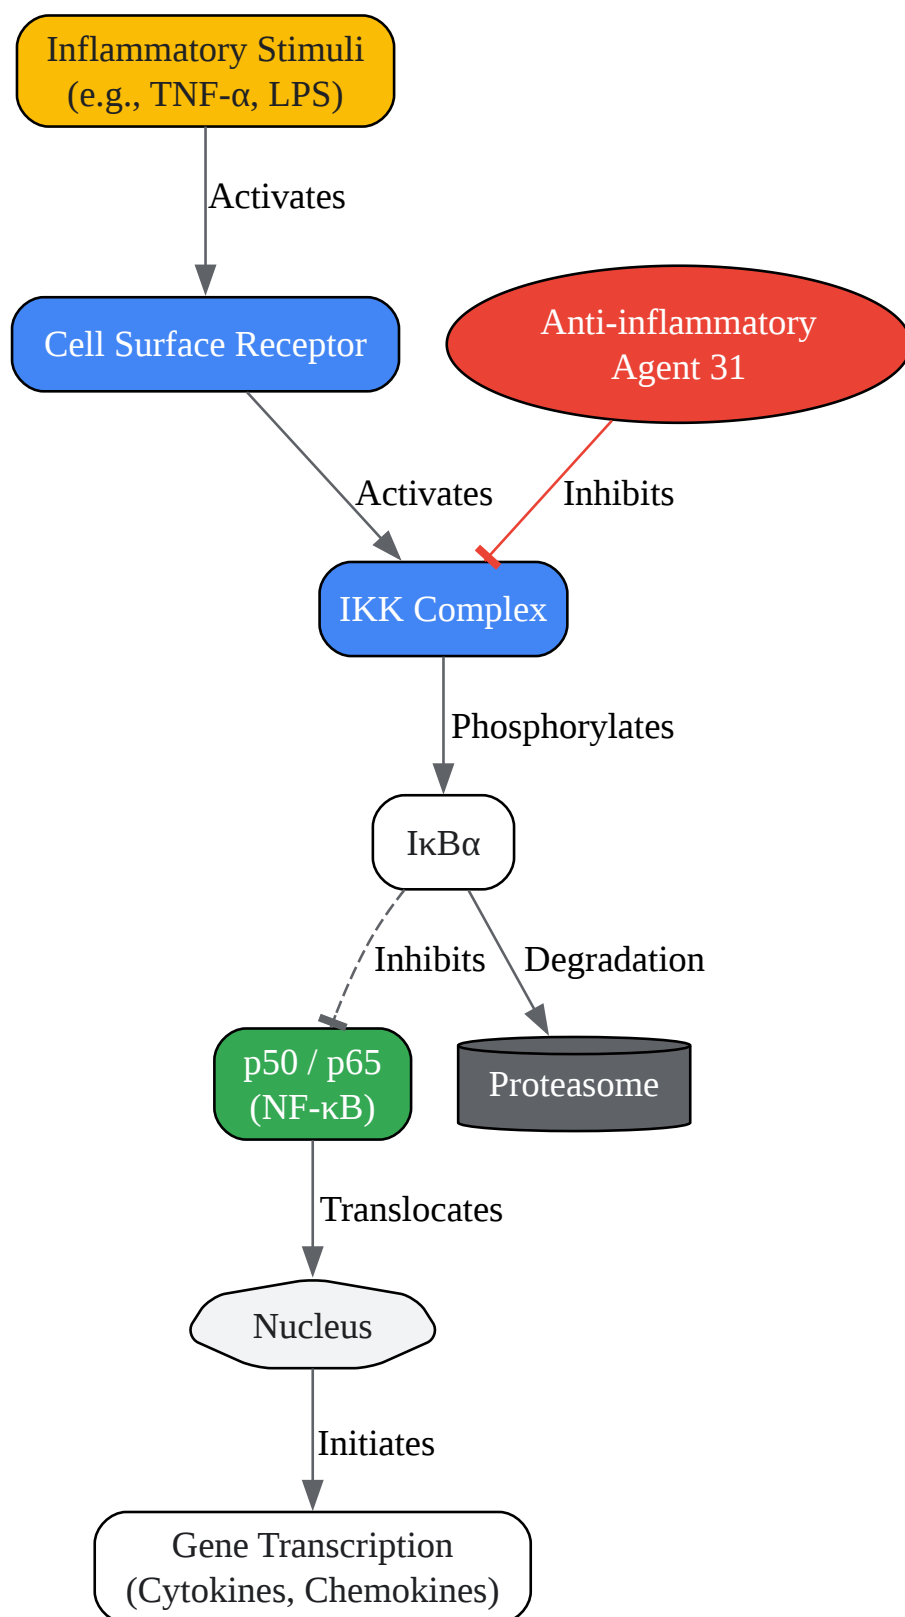 Inflammatory Stimuli
(e.g., TNF-α, LPS)
Activates
Cell Surface Receptor
Anti-inflammatory
Agent 31
Activates
Inhibits
IKK Complex
Phosphorylates
IκBα
Inhibits
Degradation
p50 / p65
(NF-κB)
Proteasome
Translocates
Nucleus
Initiates
Gene Transcription
(Cytokines, Chemokines)